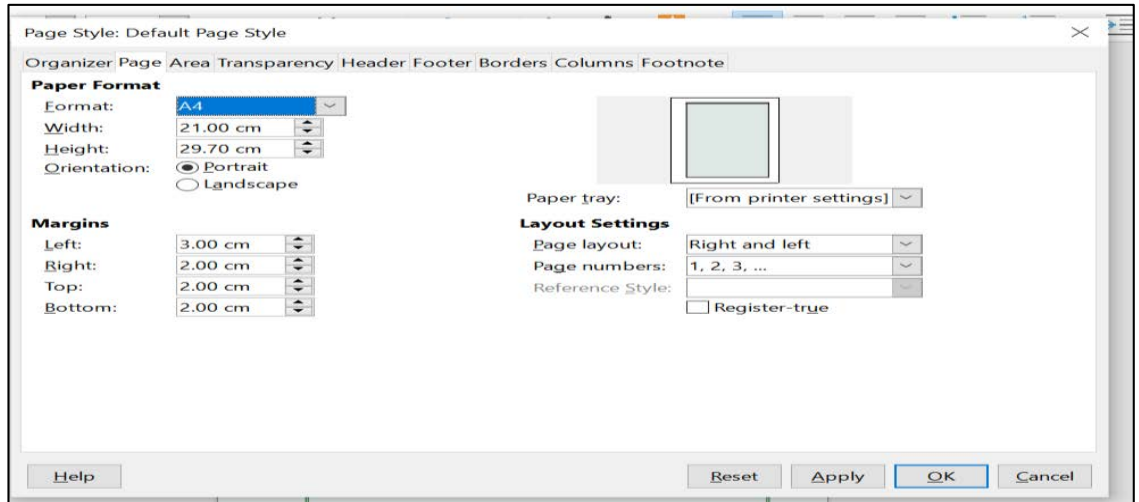 Page Style: Default Page Style
Organizer Page Area Transparency Header Footer Borders Columns Footnote
Paper Format
Format: A4
Width: 21.00 cm
Height: 29.70 cm
Orientation: Portrait
Landscape
Paper tray: [From printer settings]
Margins
Left: 3.00 cm
Right: 2.00 cm
Top: 2.00 cm
Bottom: 2.00 cm
Layout Settings
Page layout: Right and left
Page numbers: 1, 2, 3, ...
Reference Style:
Register-true
Help Reset Apply OK Cancel